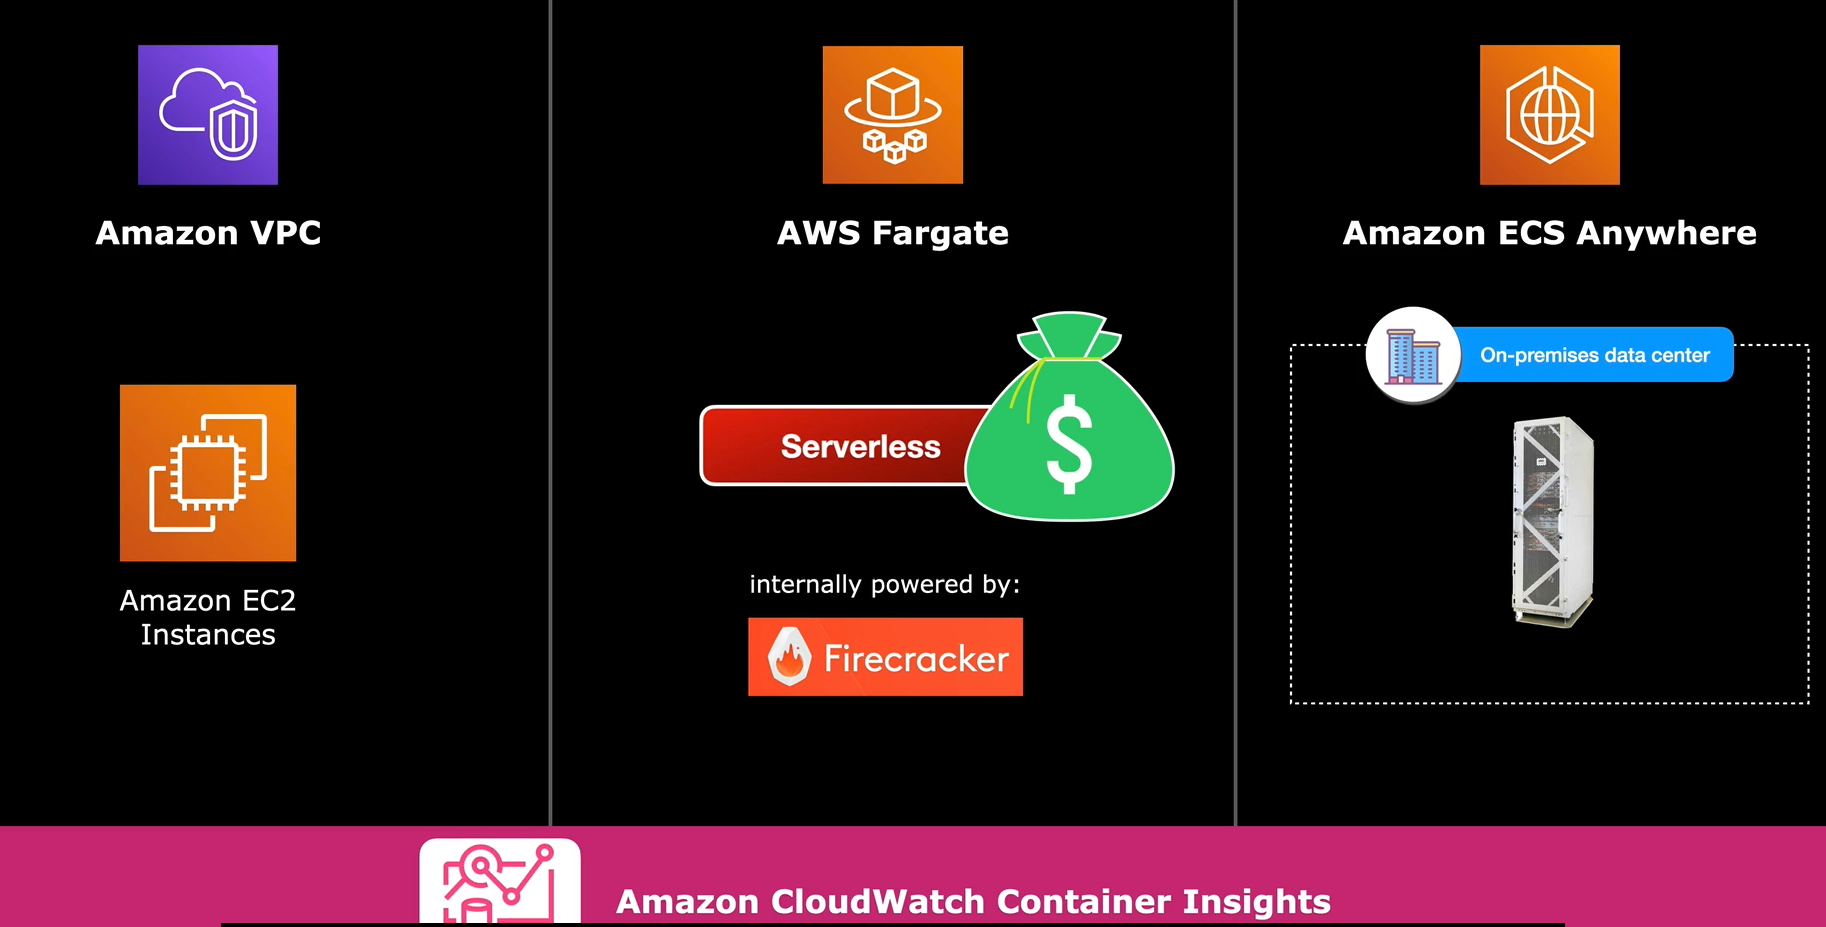 Amazon VPC
Amazon EC2
Instances
AWS Fargate
Serverless
$
internally powered by:
Firecracker
Amazon ECS Anywhere
On-premises data center
Amazon CloudWatch Container Insights